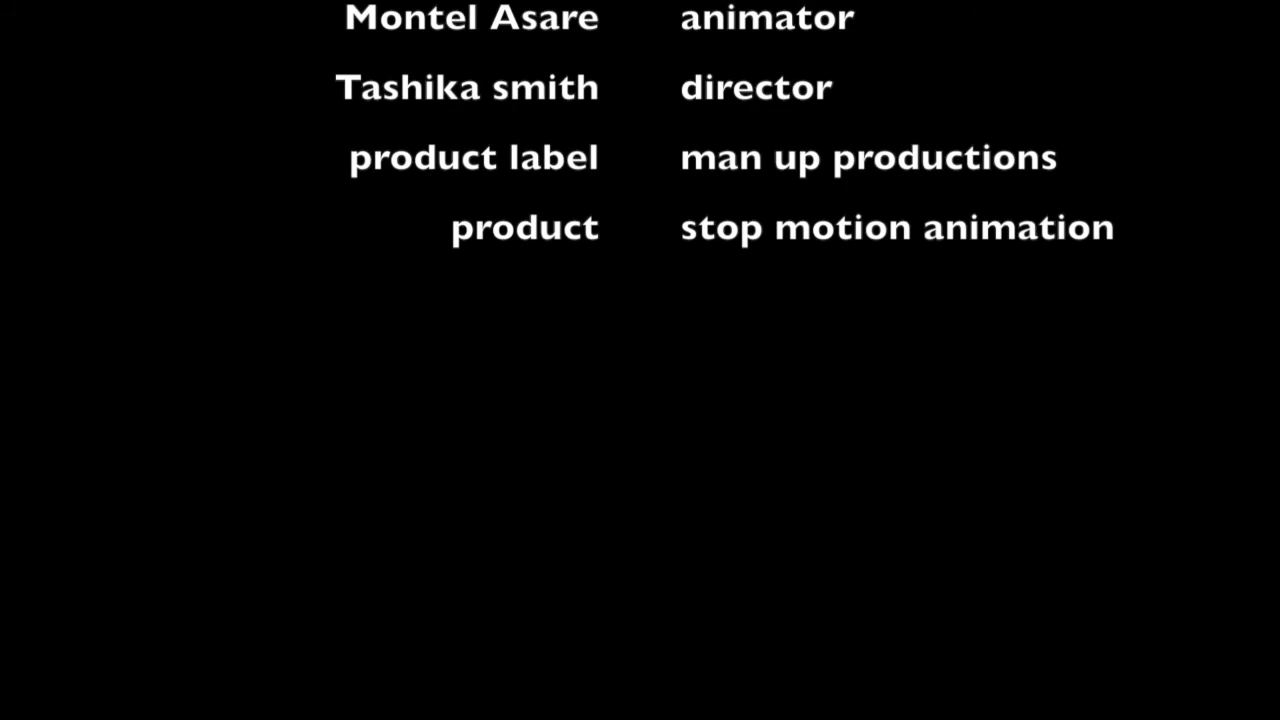 Montel Asare animator
Tashika smith director
product label man up productions
product stop motion animation